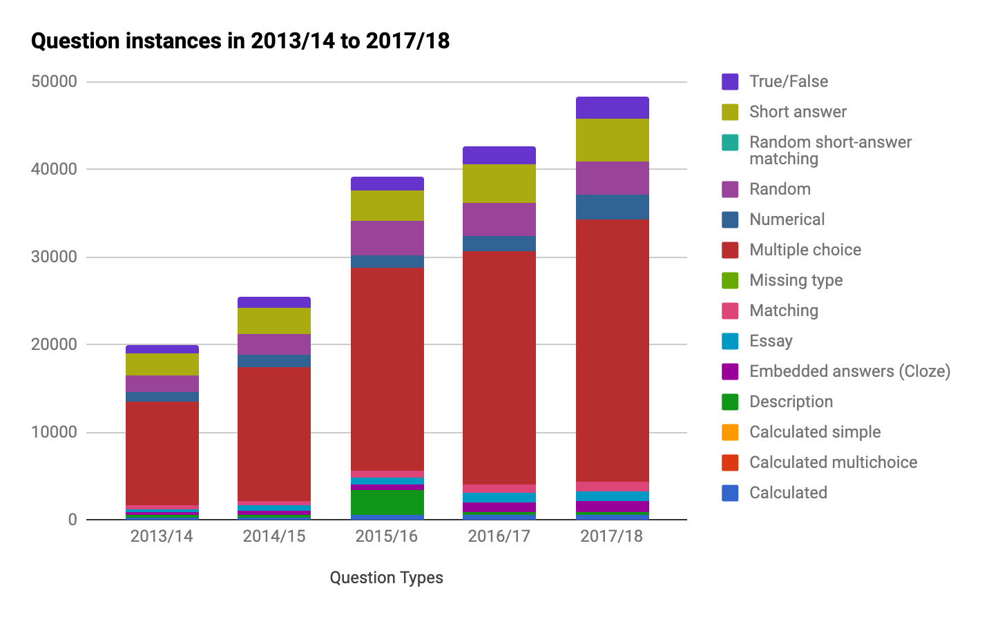 Question instances in 2013/14 to 2017/18
50000
40000
30000
20000
10000
0
2013/14
2014/15
2015/16
2016/17
2017/18
Question Types
True/False
Short answer
Random short-answer
matching
Random
Numerical
Multiple choice
Missing type
Matching
Essay
Embedded answers (Cloze)
Description
Calculated simple
Calculated multichoice
Calculated